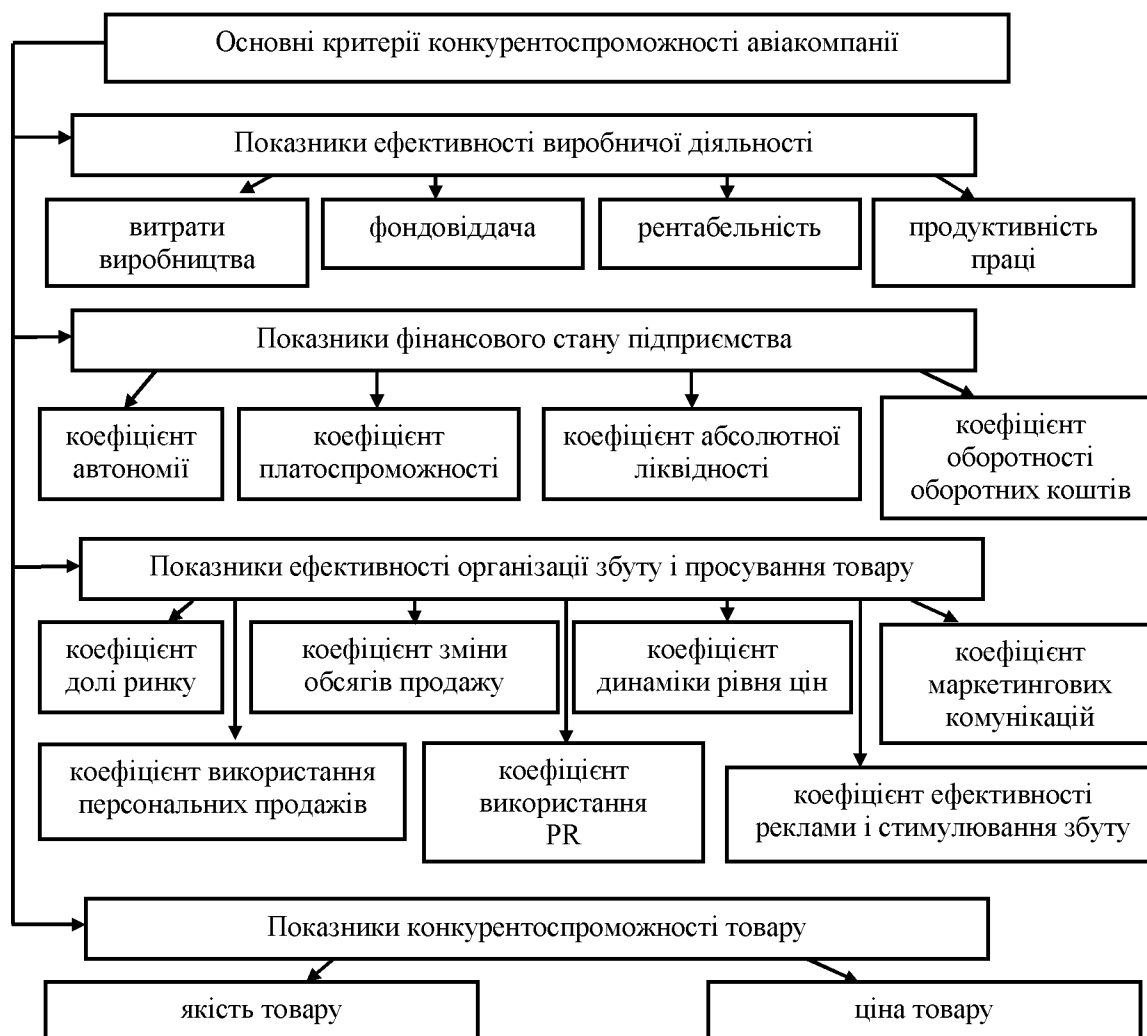 Основні критерії конкурентоспроможності авіакомпанії
Показники ефективності виробничої діяльності
витрати
виробництва
фондовіддача
рентабельність
продуктивність
праці
Показники фінансового стану підприємства
коефіцієнт
автономії
коефіцієнт
платоспроможності
коефіцієнт абсолютної
ліквідності
коефіцієнт
оборотності
оборотних коштів
Показники ефективності організації збуту і просування товару
коефіцієнт
долі ринку
коефіцієнт зміни
обсягів продажу
коефіцієнт
динаміки рівня цін
коефіцієнт
маркетингових
комунікацій
коефіцієнт використання
персональних продажів
коефіцієнт
використання
PR
коефіцієнт ефективності
реклами і стимулювання збуту
Показники конкурентоспроможності товару
якість товару
ціна товару